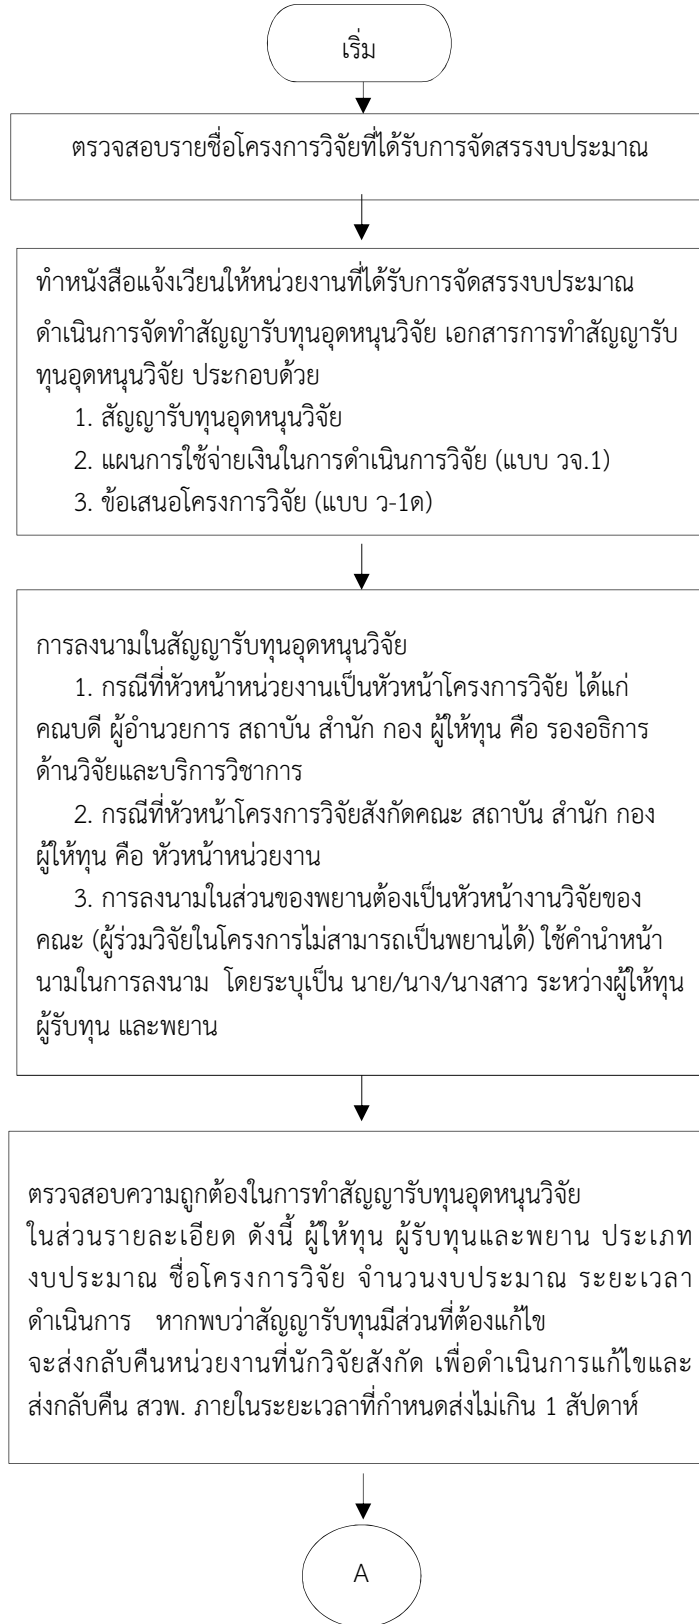 เริ่ม
ตรวจสอบรายชื่อโครงการวิจัยที่ได้รับการจัดสรรงบประมาณ
ทำหนังสือแจ้งเวียนให้หน่วยงานที่ได้รับการจัดสรรงบประมาณ
ดำเนินการจัดทำสัญญารับทุนอุดหนุนวิจัย เอกสารการทำสัญญารับ
ทุนอุดหนุนวิจัย ประกอบด้วย
1. สัญญารับทุนอุดหนุนวิจัย
2. แผนการใช้จ่ายเงินในการดำเนินการวิจัย (แบบ วจ.1)
3. ข้อเสนอโครงการวิจัย (แบบ ว-1ด)
การลงนามในสัญญารับทุนอุดหนุนวิจัย
1. กรณีที่หัวหน้าหน่วยงานเป็นหัวหน้าโครงการวิจัย ได้แก่
คณบดี ผู้อำนวยการ สถาบัน สำนัก กอง ผู้ให้ทุน คือ รองอธิการ
ด้านวิจัยและบริการวิชาการ
2. กรณีที่หัวหน้าโครงการวิจัยสังกัดคณะ สถาบัน สำนัก กอง
ผู้ให้ทุน คือ หัวหน้าหน่วยงาน
3. การลงนามในส่วนของพยานต้องเป็นหัวหน้างานวิจัยของ
คณะ (ผู้ร่วมวิจัยในโครงการไม่สามารถเป็นพยานได้) ใช้คำนำหน้า
นามในการลงนาม โดยระบุเป็น นาย/นาง/นางสาว ระหว่างผู้ให้ทุน
ผู้รับทุน และพยาน
ตรวจสอบความถูกต้องในการทำสัญญารับทุนอุดหนุนวิจัย
ในส่วนรายละเอียด ดังนี้ ผู้ให้ทุน ผู้รับทุนและพยาน ประเภท
งบประมาณ ชื่อโครงการวิจัย จำนวนงบประมาณ ระยะเวลา
ดำเนินการ หากพบว่าสัญญารับทุนมีส่วนที่ต้องแก้ไข
จะส่งกลับคืนหน่วยงานที่นักวิจัยสังกัด เพื่อดำเนินการแก้ไขและ
ส่งกลับคืน สวพ. ภายในระยะเวลาที่กำหนดส่งไม่เกิน 1 สัปดาห์
A